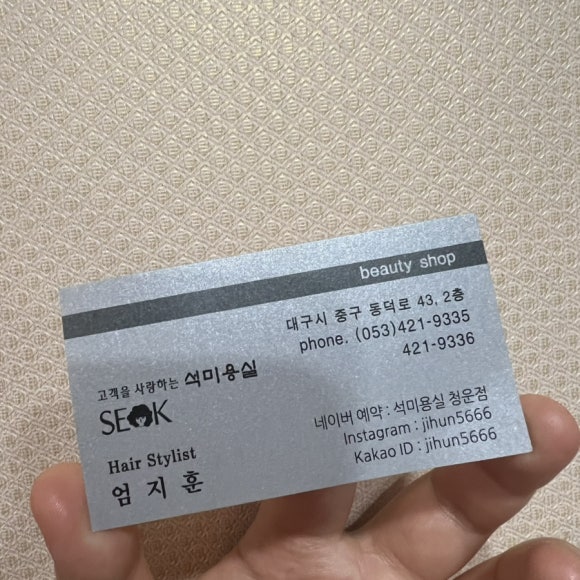 beauty shop
대구시 중구 동덕로 43, 2층
phone. (053)421-9335
421-9336
고객을 사랑하는 석미용실
SEOK
Hair Stylist
엄 지 훈
네이버 예약 : 석미용실 청운점
Instagram : jihun5666
Kakao ID : jihun5666